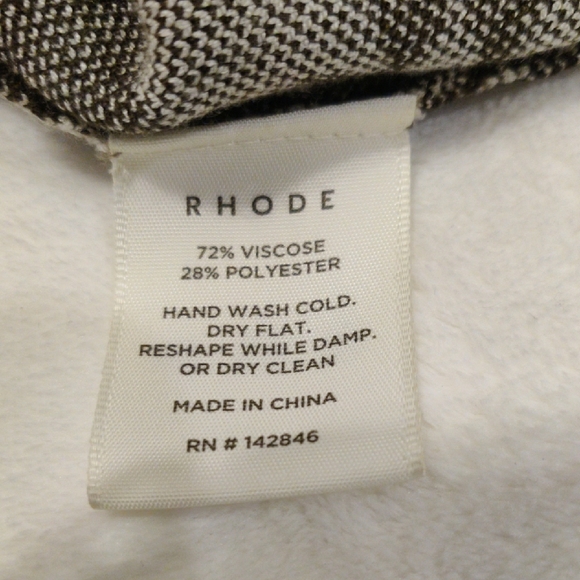 RHODE
72% VISCOSE
28% POLYESTER
HAND WASH COLD.
DRY FLAT.
RESHAPE WHILE DAMP.
OR DRY CLEAN
MADE IN CHINA
RN # 142846